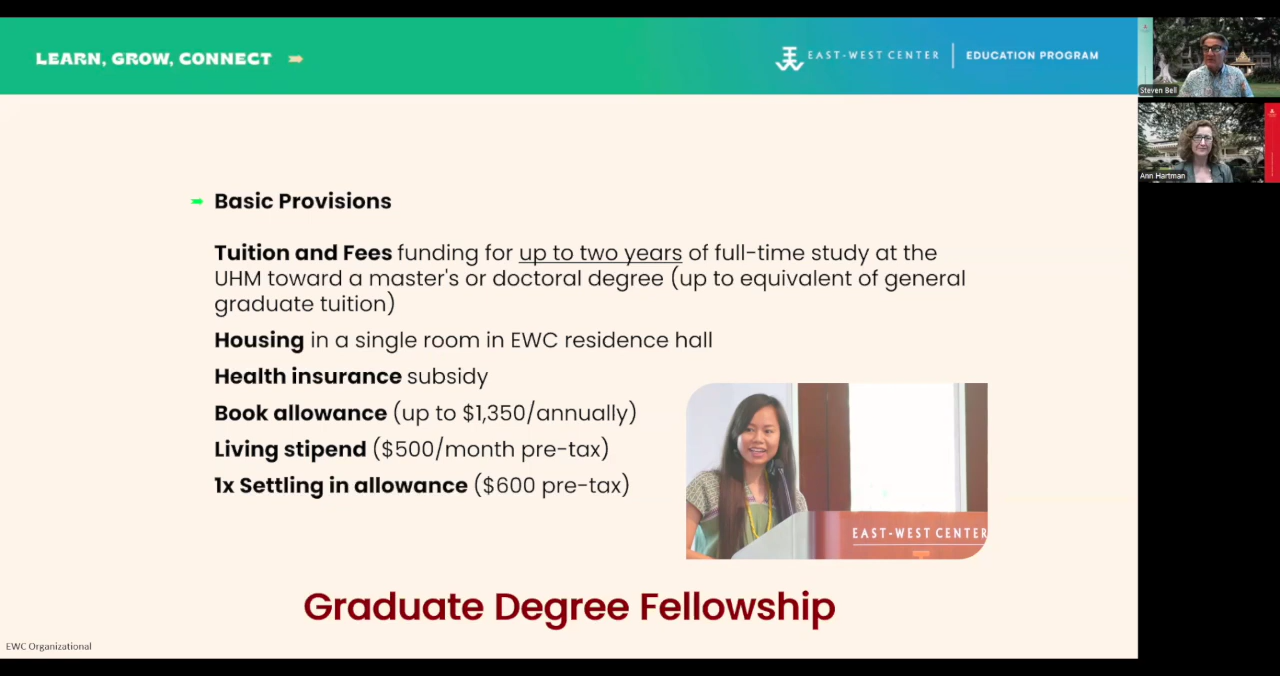 LEARN, GROW, CONNECT
EAST-WEST CENTER
EDUCATION PROGRAM
Steven Bell
Ann Hartman
Basic Provisions
Tuition and Fees funding for up to two years of full-time study at the
UHM toward a master's or doctoral degree (up to equivalent of general
graduate tuition)
Housing in a single room in EWC residence hall
Health insurance subsidy
Book allowance (up to $1,350/annually)
Living stipend ($500/month pre-tax)
1x Settling in allowance ($600 pre-tax)
EAST-WEST CENTER
Graduate Degree Fellowship
EWC Organizational